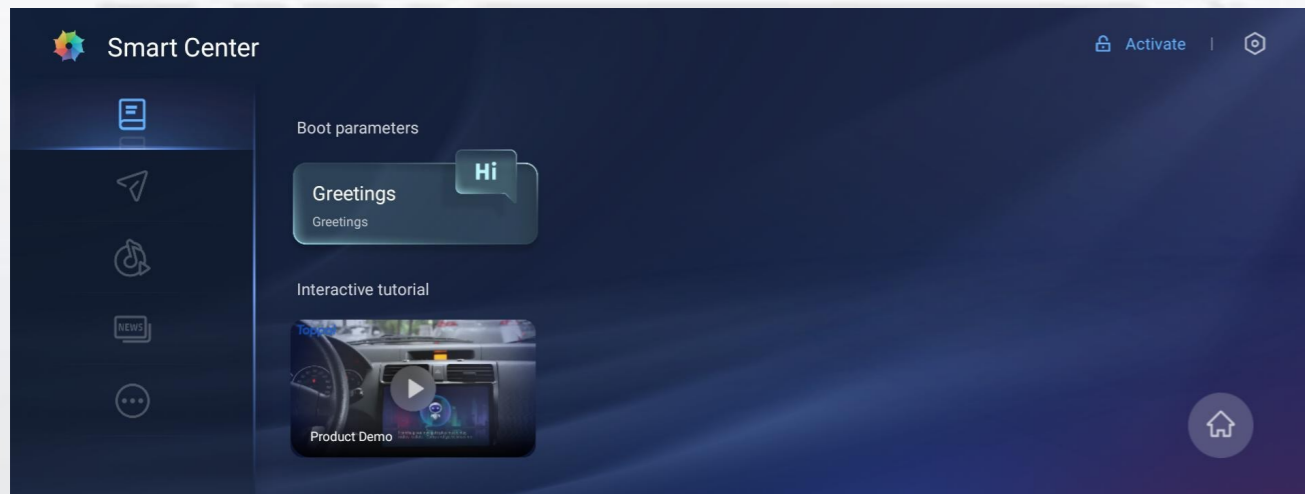 Smart Center
Activate
Boot parameters
Hi
Greetings
Greetings
NEWS
Interactive tutorial
Product Demo